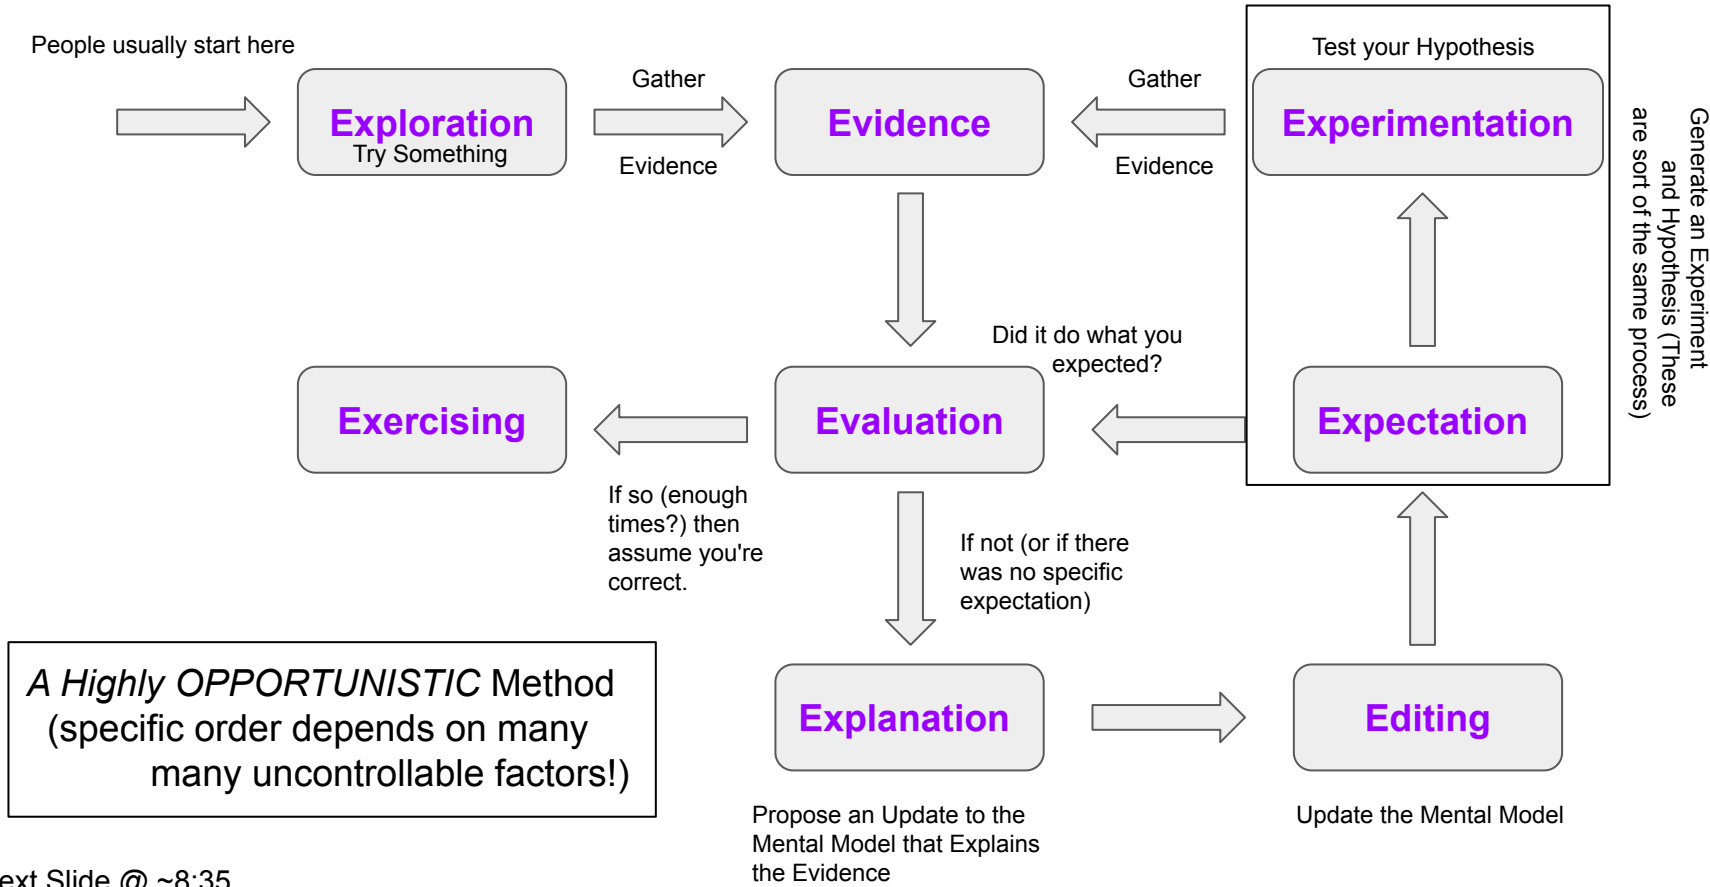 People usually start here
Exploration
Try Something
Gather
Evidence
Evidence
Gather
Evidence
Test your Hypothesis
Experimentation
Generate an Experiment
and Hypothesis (These
are sort of the same process)
Did it do what you
expected?
Exercising
Evaluation
Expectation
If so (enough
times?) then
assume you're
correct.
If not (or if there
was no specific
expectation)
A Highly OPPORTUNISTIC Method
(specific order depends on many
many uncontrollable factors!)
Explanation
Editing
Propose an Update to the
Mental Model that Explains
the Evidence
Update the Mental Model
ext Slide @ ~8:35